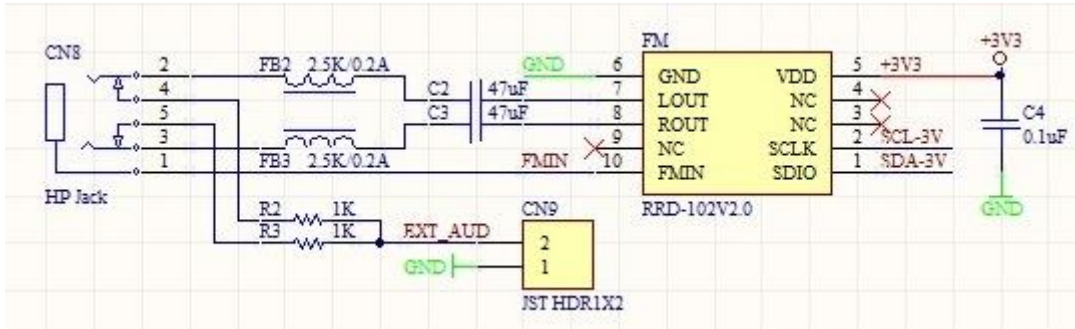 CN8
2
4
5
3
1
HP Jack
FB2 2.5K/0.2A
FB3 2.5K/0.2A
C2 47uF
C3 47uF
R2 1K
R3 1K
EXT_AUD
GND
CN9
2
1
JST HDR1X2
FM
GND 6 GND VDD 5 +3V3
7 LOUT NC 4
8 ROUT NC 3
9 NC SCLK 2 SCL-3V
FMIN 10 FMIN SDIO 1 SDA-3V
RRD-102V2.0
+3V3
C4
0.1uF
GND